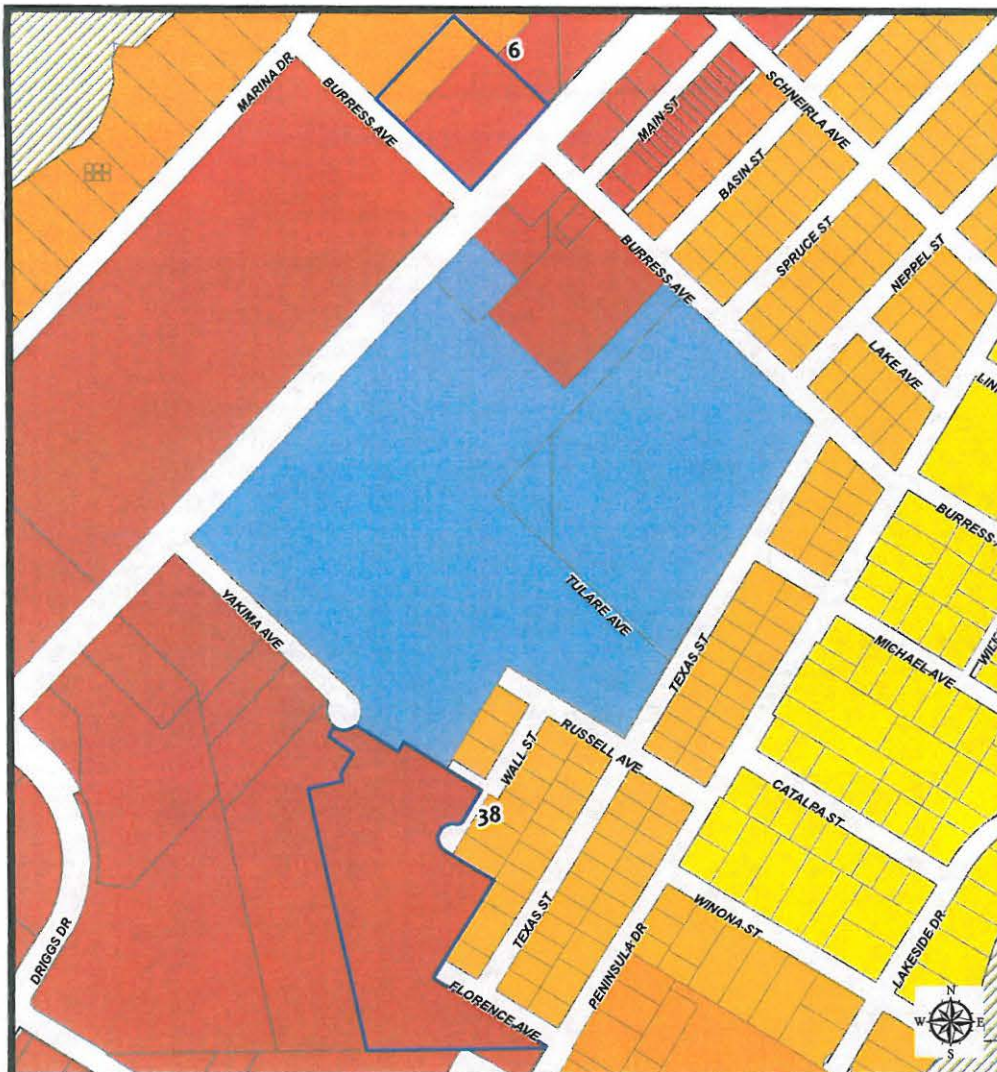 6
MARINA DR
BURRESS AVE
SCHNEIRLA AVE
MAIN ST
BASIN ST
SPRUCE ST
NEPPEL ST
BURRESS AVE
LAKE AVE
BURRESS
TULARE AVE
YAKIMA AVE
TEXAS ST
MICHAEL AVE
RUSSELL AVE
WALL ST
CATALPA ST
38
WINONA ST
TEXAS ST
DRIGGS DR
PENINSULA DR
LAKESIDE DR
FLORENCE AVE
N
W
E
S